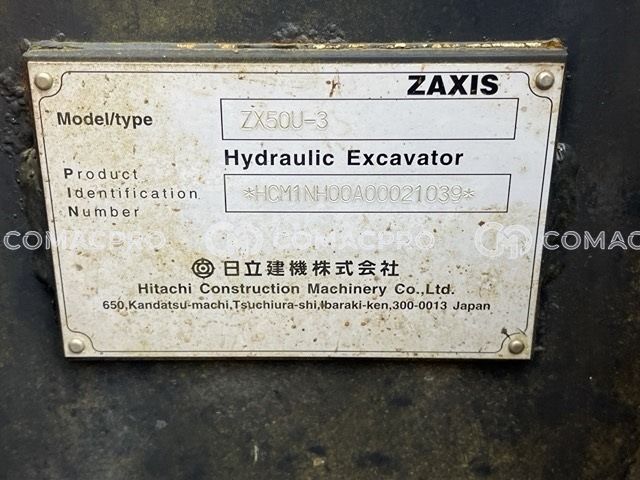 ZAXIS
Model/type ZX50U-3
Hydraulic Excavator
Product
Identification *HCM1NH00A00021039*
Number
COMACPRO COMACPRO COMACPRO
日立建機株式会社
Hitachi Construction Machinery Co.,Ltd.
650,Kandatsu-machi,Tsuchiura-shi,Ibaraki-ken,300-0013 Japan